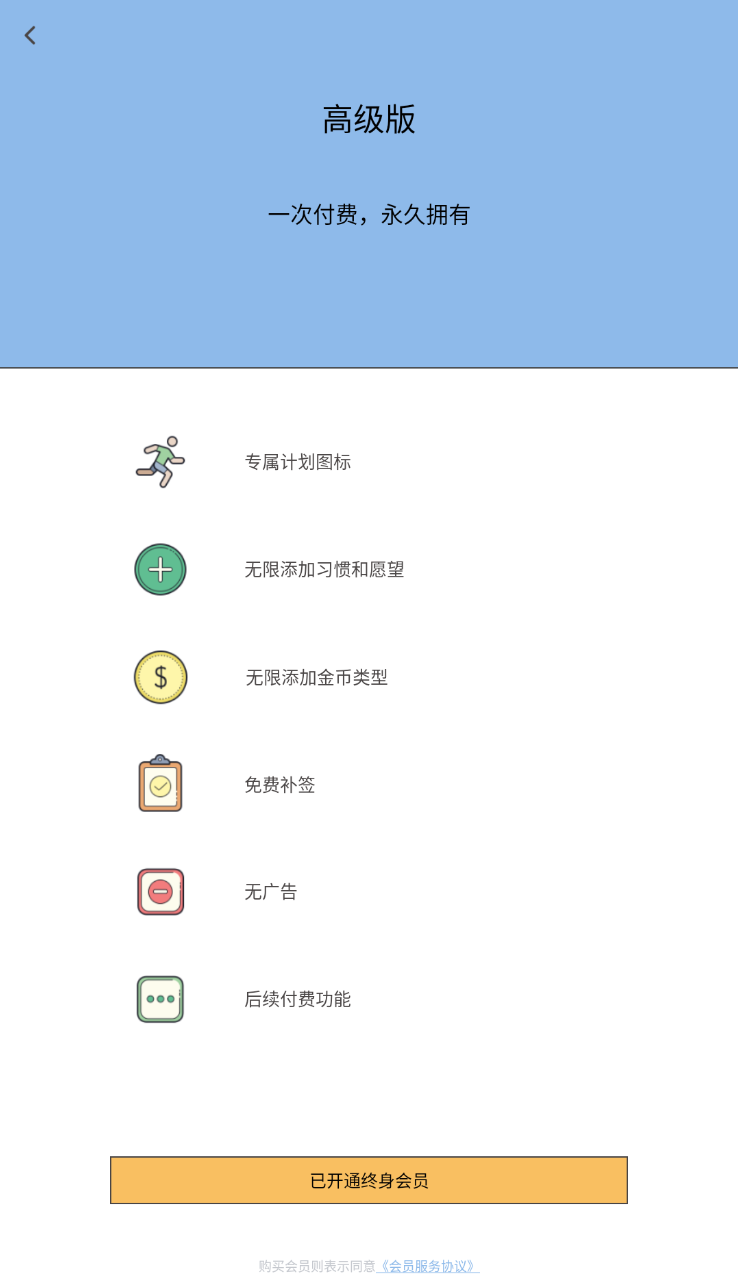 高级版
一次付费，永久拥有
专属计划图标
无限添加习惯和愿望
$
无限添加金币类型
免费补签
无广告
后续付费功能
已开通终身会员
购买会员则表示同意《会员服务协议》